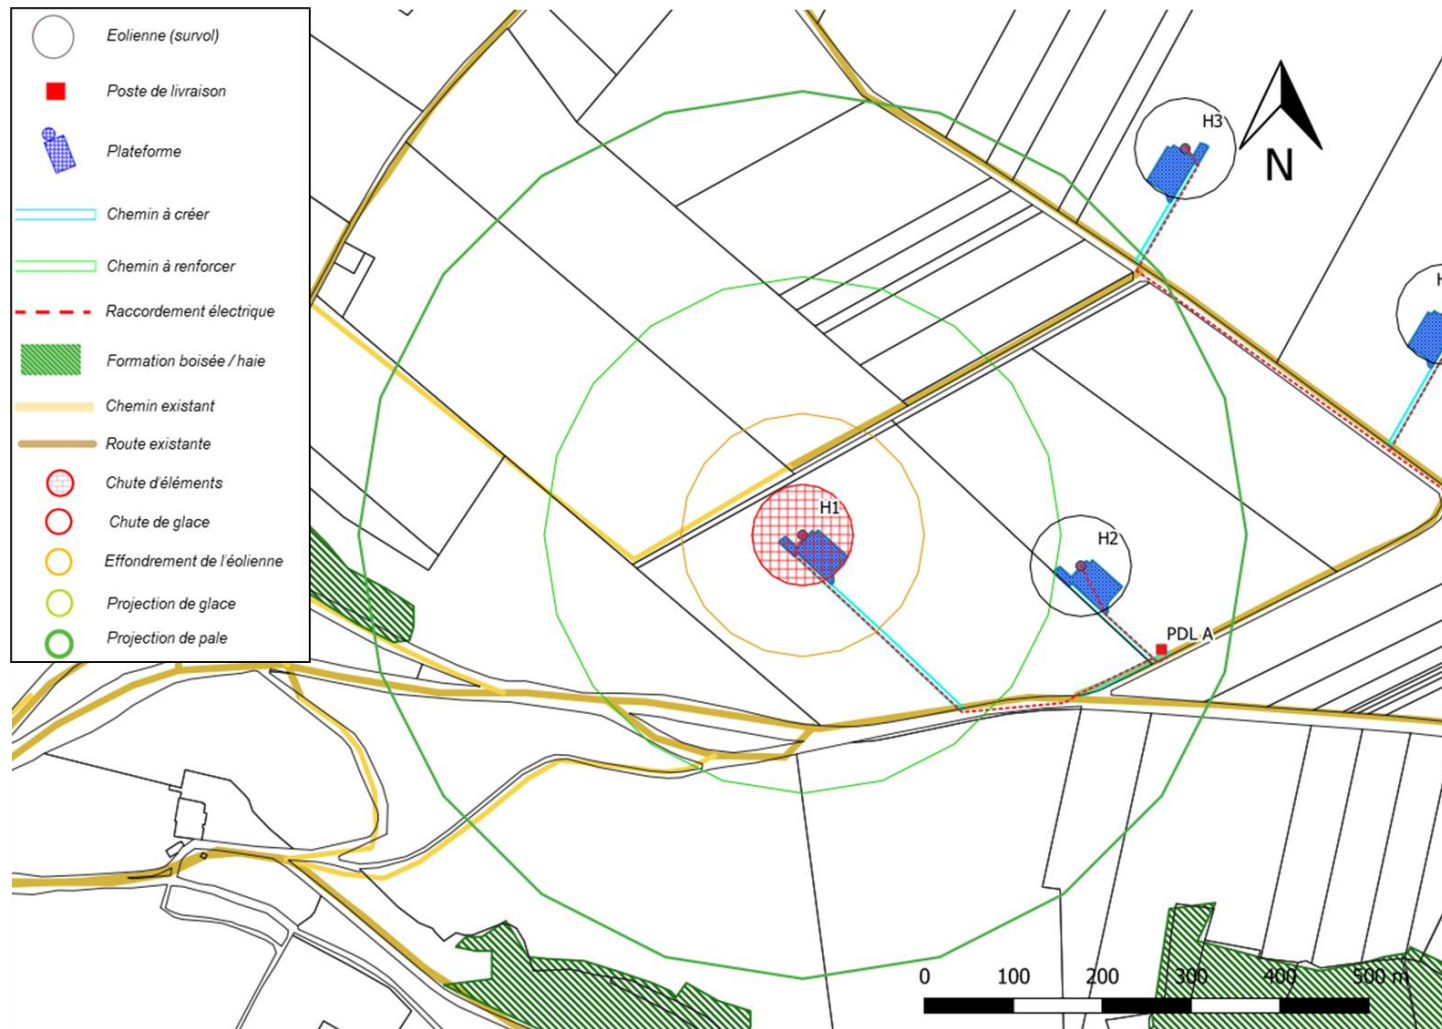 Eolienne (survol)
Poste de livraison
Plateforme
Chemin à créer
Chemin à renforcer
Raccordement électrique
Formation boisée / haie
Chemin existant
Route existante
Chute d'éléments
Chute de glace
Effondrement de l'éolienne
Projection de glace
Projection de pale
H3
N
H
H1
H2
PDL A
0 100 200 300 400 500 m